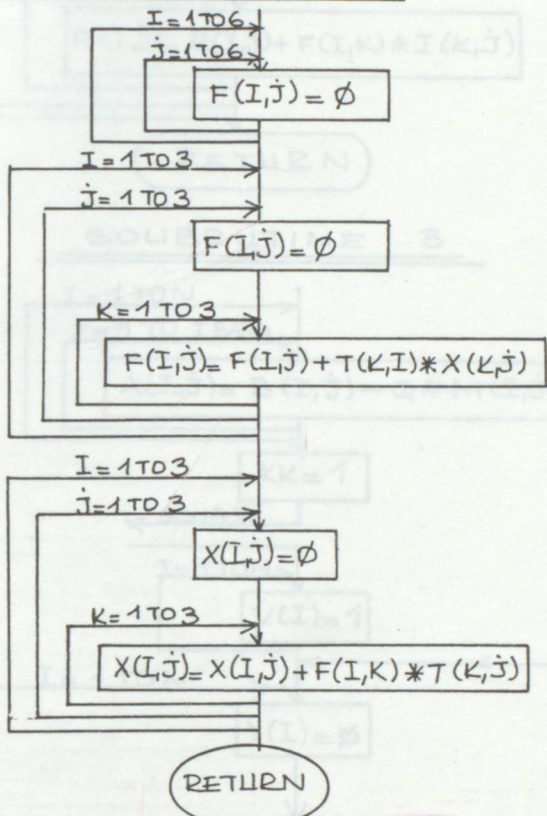 I=1TO6
J=1TO6
F(I,J)=Ø
I=1TO3
J=1TO3
F(I,J)=Ø
K=1TO3
F(I,J)=F(I,J)+T(K,I)*X(K,J)
I=1TO3
J=1TO3
X(I,J)=Ø
K=1TO3
X(I,J)=X(I,J)+F(I,K)*T(K,J)
RETURN